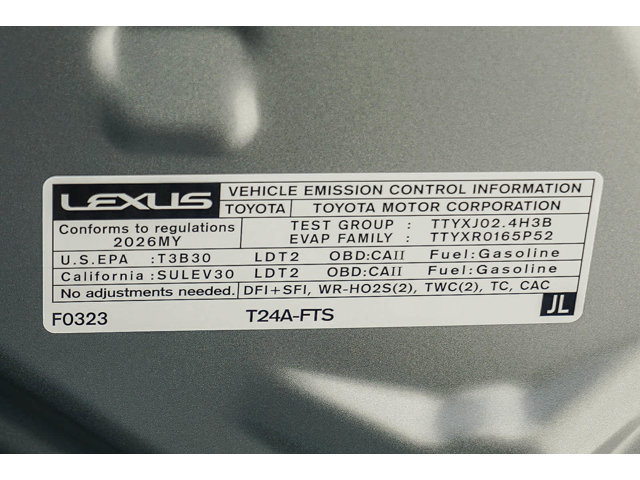 LEXUS VEHICLE EMISSION CONTROL INFORMATION
TOYOTA TOYOTA MOTOR CORPORATION
Conforms to regulations TEST GROUP : TTYXJ02.4H3B
2026MY EVAP FAMILY : TTYXR0165P52
U.S.EPA :T3B30 LDT2 OBD:CAII Fuel:Gasoline
California :SULEV30 LDT2 OBD:CAII Fuel:Gasoline
No adjustments needed. DFI+SFI, WR-HO2S(2), TWC(2), TC, CAC
F0323 T24A-FTS JL